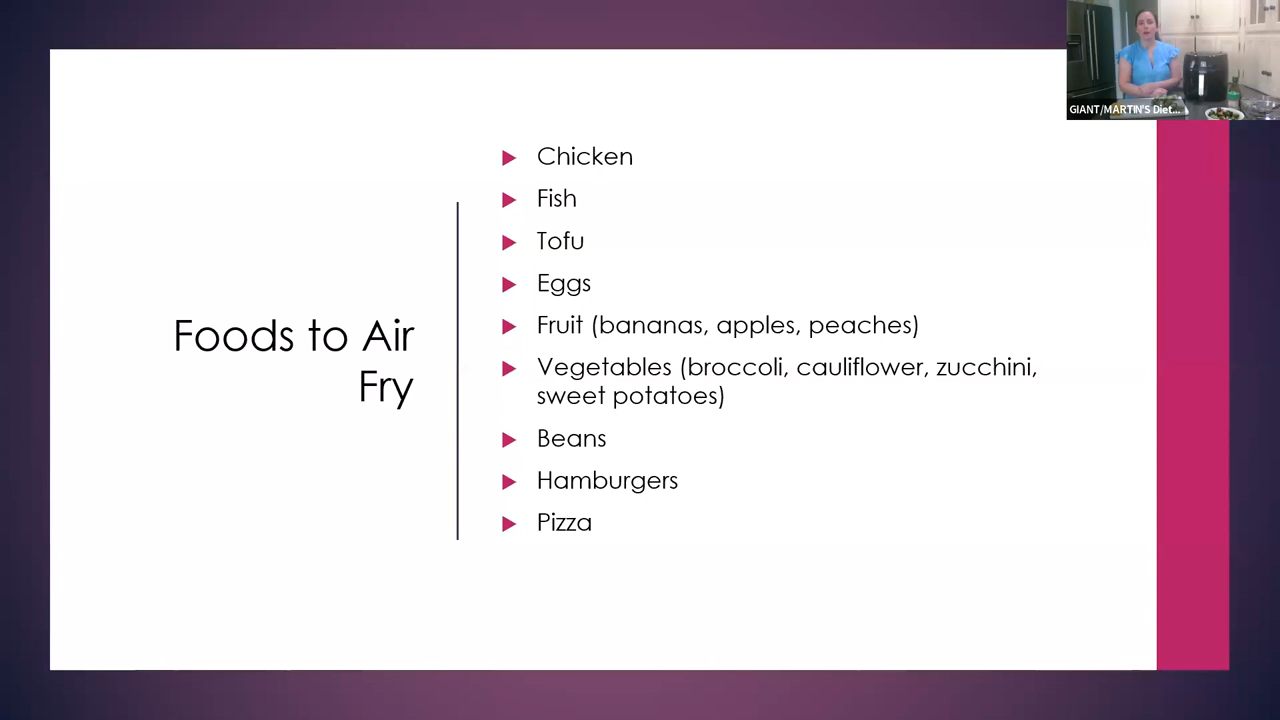 GIANT/MARTIN'S Diet...
Foods to Air
Fry
Chicken
Fish
Tofu
Eggs
Fruit (bananas, apples, peaches)
Vegetables (broccoli, cauliflower, zucchini,
sweet potatoes)
Beans
Hamburgers
Pizza